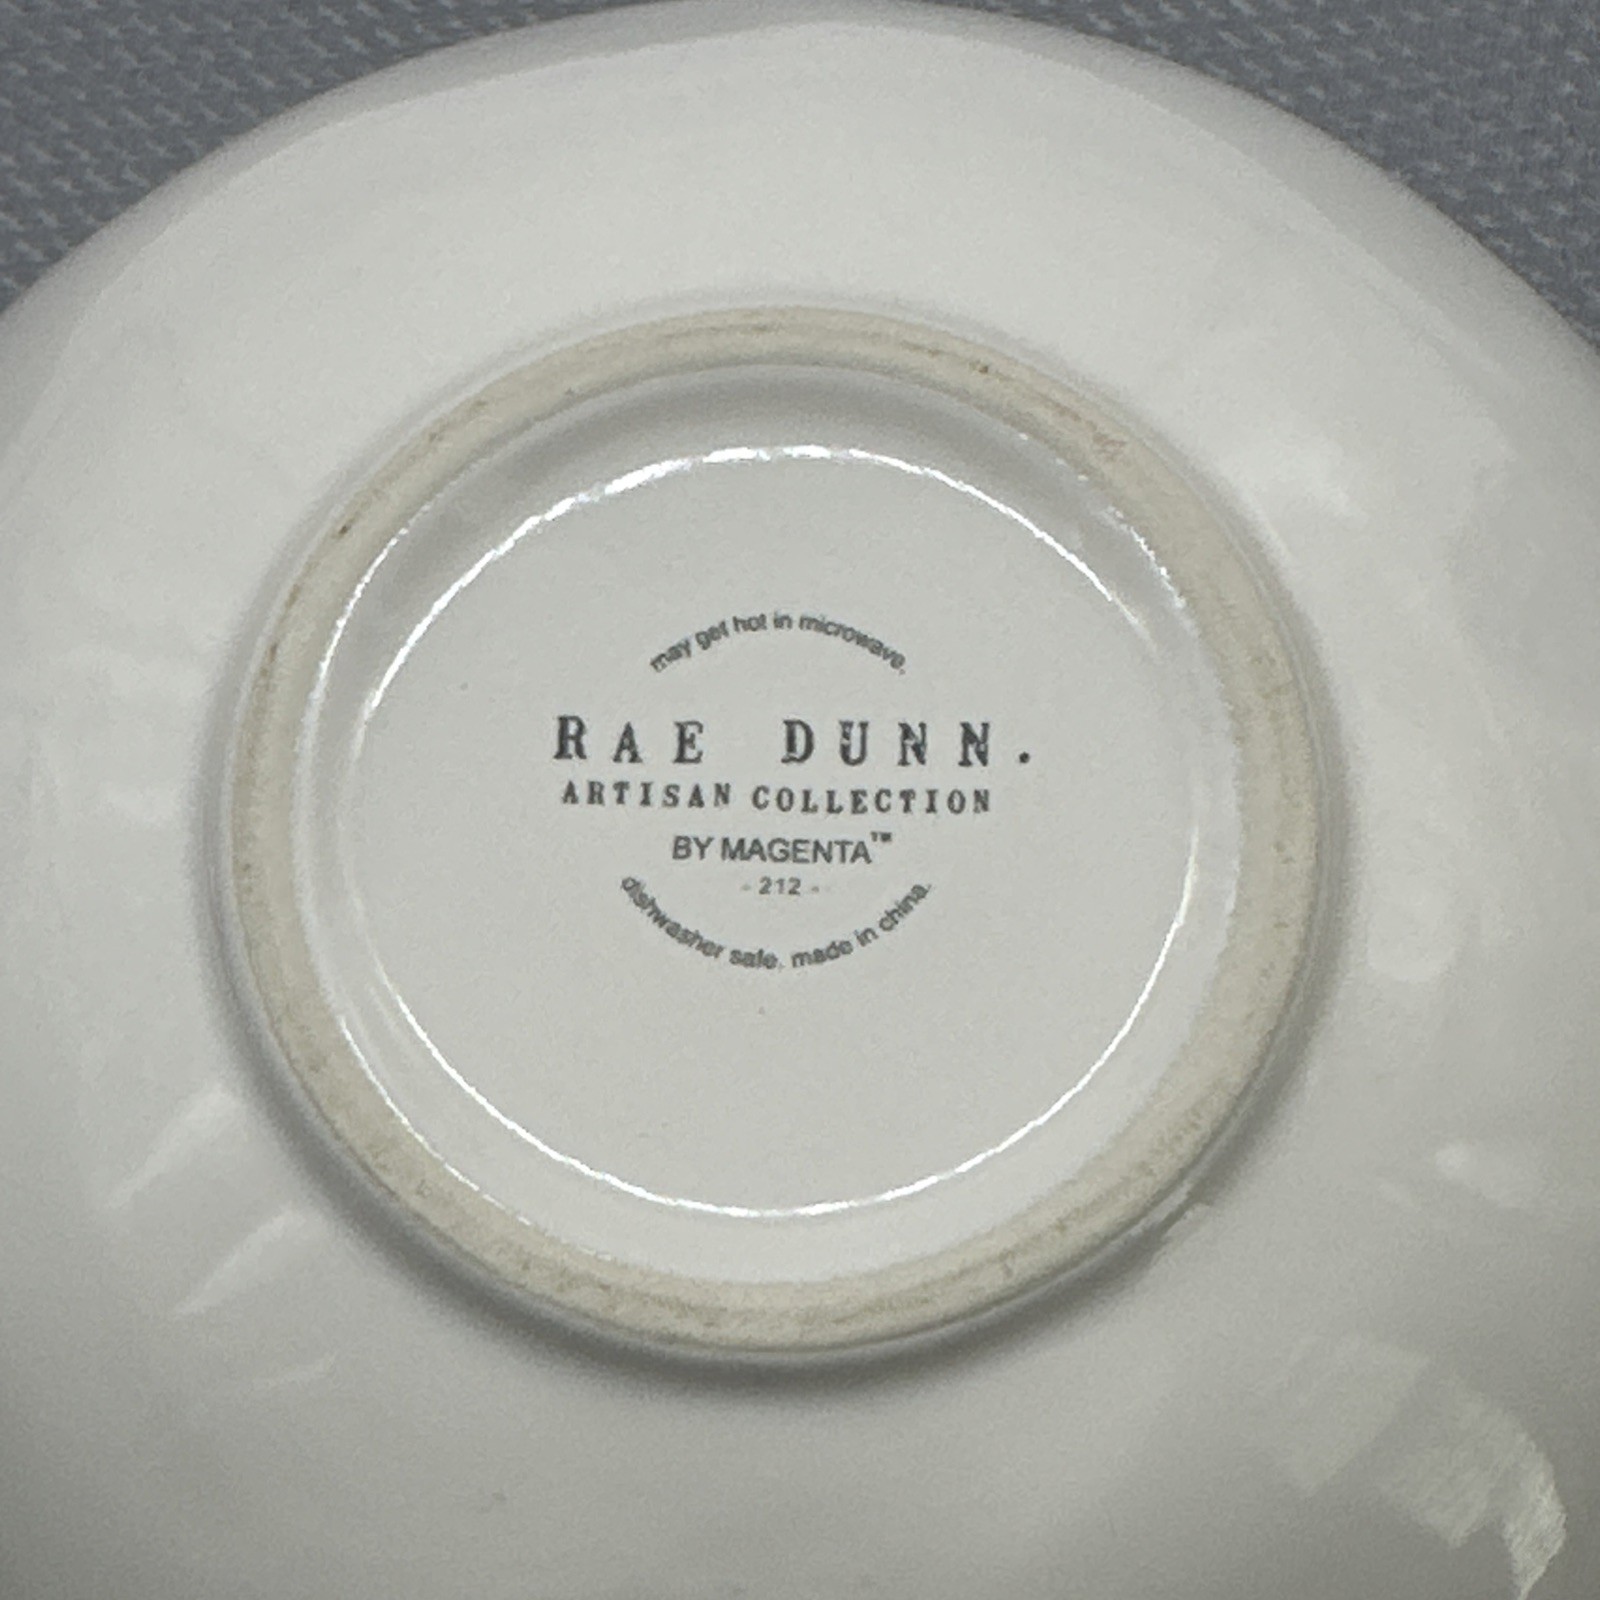 may get hot in microwave.
RAE DUNN.
ARTISAN COLLECTION
BY MAGENTA™
- 212 -
dishwasher safe. made in china.